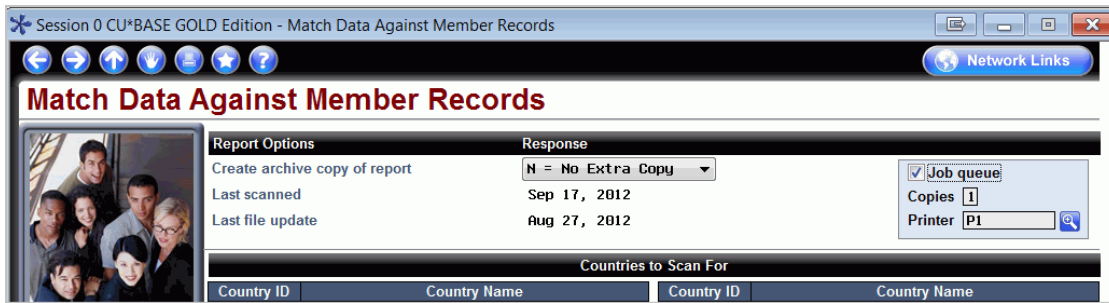 Session 0 CU*BASE GOLD Edition - Match Data Against Member Records
Network Links
Match Data Against Member Records
Report Options Response
Create archive copy of report N = No Extra Copy
Last scanned Sep 17, 2012
Last file update Aug 27, 2012
Job queue
Copies 1
Printer P1
Countries to Scan For
Country ID Country Name Country ID Country Name